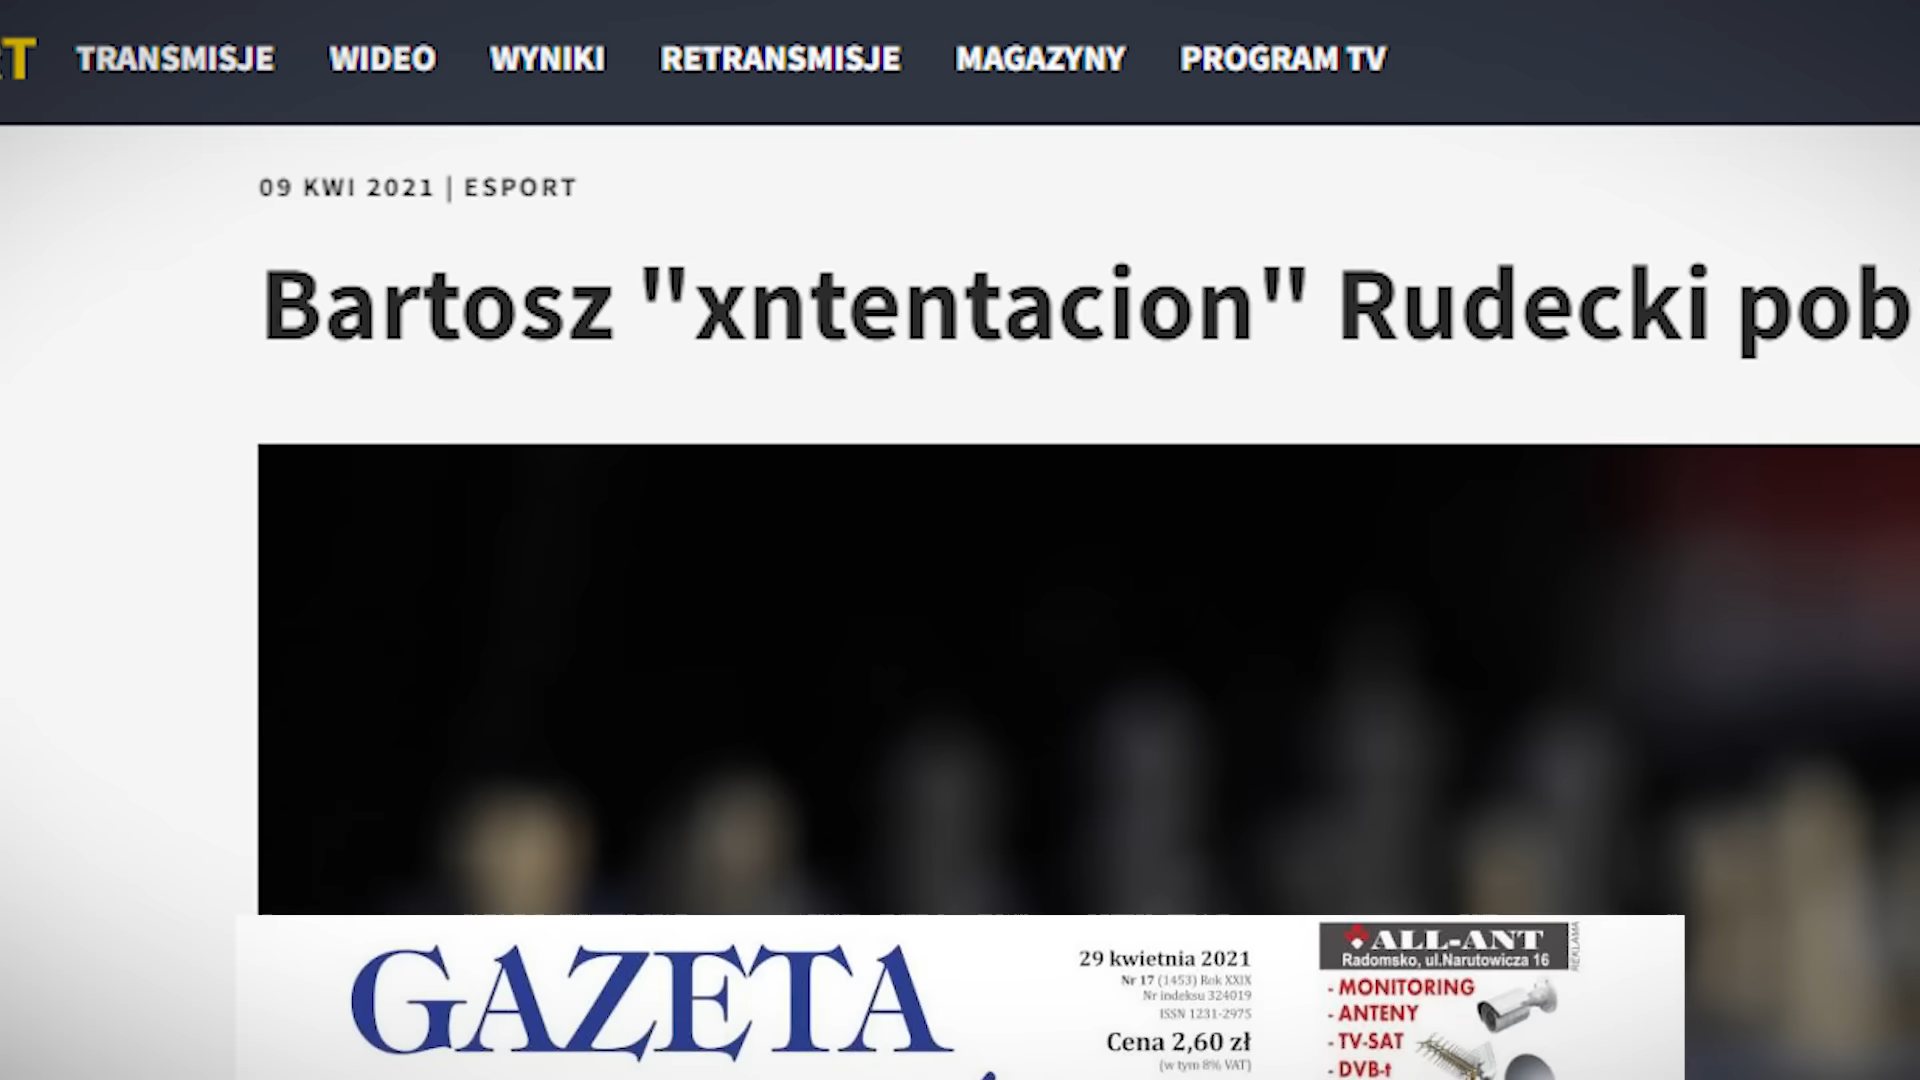 T TRANSMISJE WIDEO WYNIKI RETRANSMISJE MAGAZYNY PROGRAM TV
09 KWI 2021 | ESPORT
Bartosz "xntentacion" Rudecki pob
GAZETA
29 kwietnia 2021
Nr 17 (1453) Rok XXIX
Nr indeksu 324019
ISSN 1231-2975
Cena 2,60 zł
(w tym 8% VAT)
ALL-ANT
Radomsko, ul.Narutowicza 16
REKLAMA
- MONITORING
- ANTENY
- TV-SAT
- DVB-t